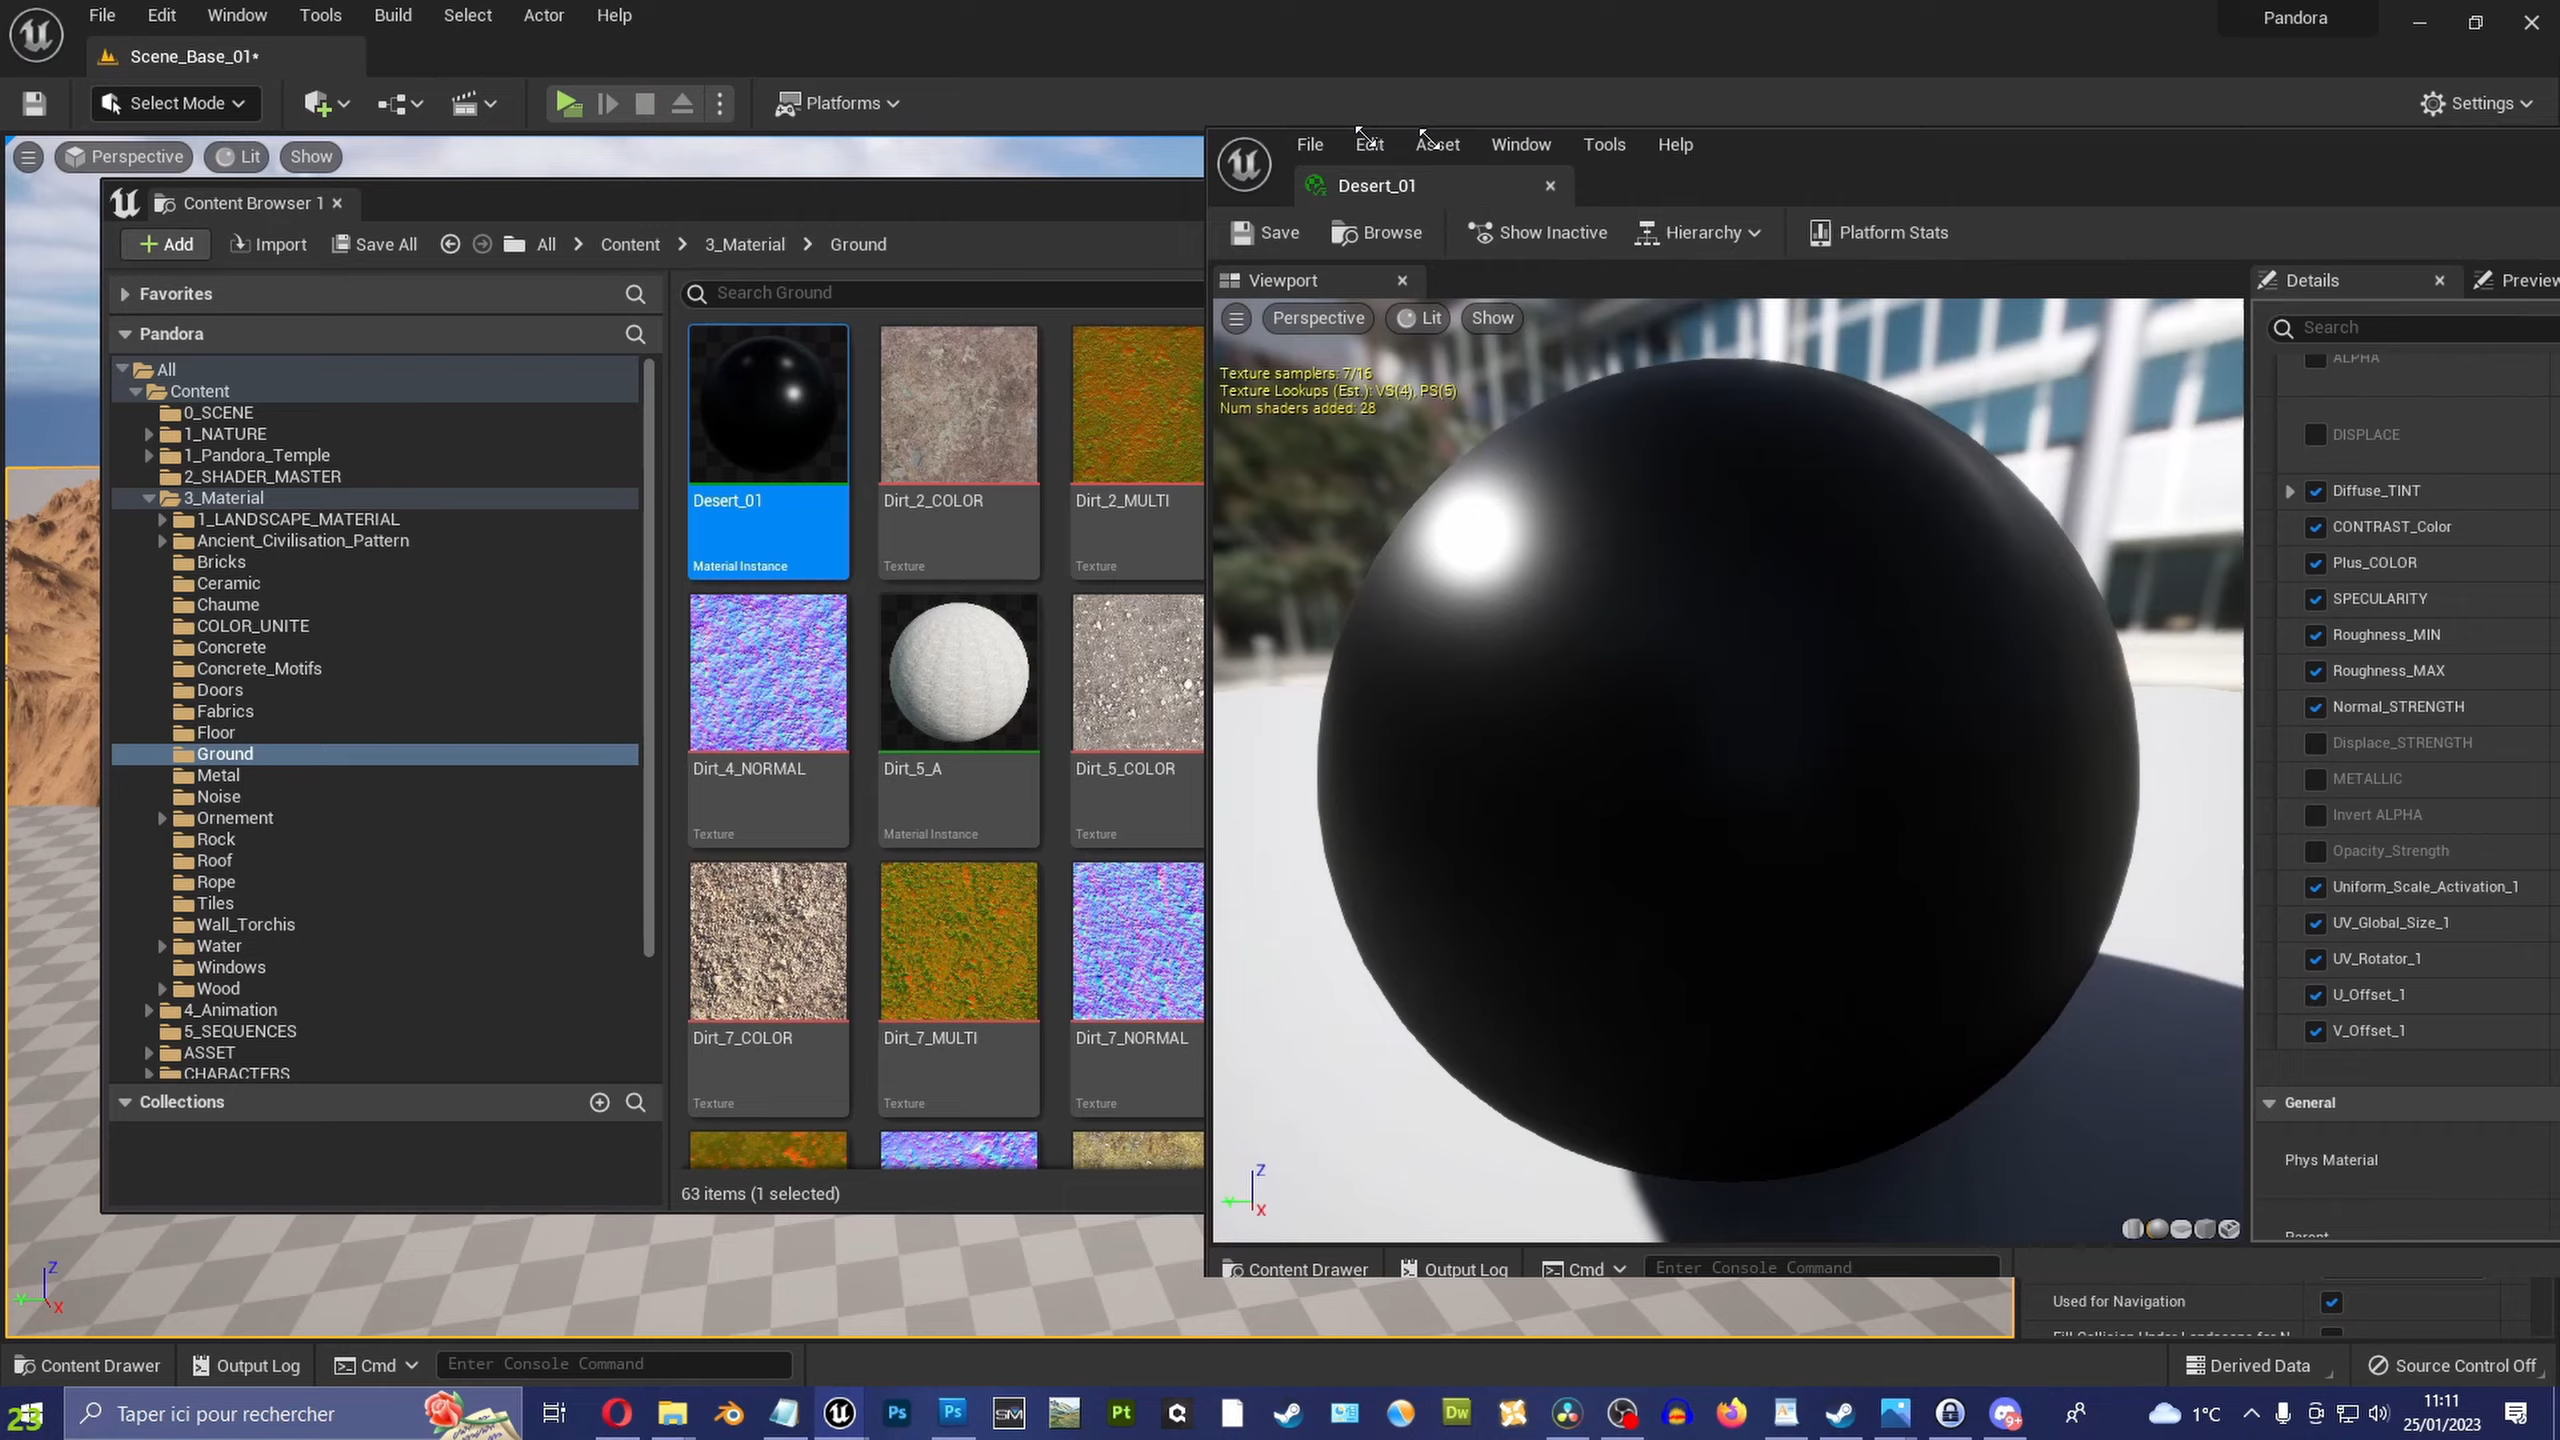 File Edit Window Tools Build Select Actor Help
Pandora
Scene_Base_01*
Select Mode
Platforms
Settings
Perspective Lit Show
Content Browser 1
Add Import Save All All Content 3_Material Ground
Favorites
Search Ground
Pandora
All
Content
0_SCENE
1_NATURE
1_Pandora_Temple
2_SHADER_MASTER
3_Material
1_LANDSCAPE_MATERIAL
Ancient_Civilisation_Pattern
Bricks
Ceramic
Chaume
COLOR_UNITE
Concrete
Concrete_Motifs
Doors
Fabrics
Floor
Ground
Metal
Noise
Ornement
Rock
Roof
Rope
Tiles
Wall_Torchis
Water
Windows
Wood
4_Animation
5_SEQUENCES
ASSET
CHARACTERS
Collections
Desert_01
Material Instance
Dirt_2_COLOR
Texture
Dirt_2_MULTI
Texture
Dirt_4_NORMAL
Texture
Dirt_5_A
Material Instance
Dirt_5_COLOR
Texture
Dirt_7_COLOR
Texture
Dirt_7_MULTI
Texture
Dirt_7_NORMAL
Texture
63 items (1 selected)
File Edit Asset Window Tools Help
Desert_01
Save Browse Show Inactive Hierarchy Platform Stats
Viewport
Perspective Lit Show
Texture samplers: 7/16
Texture Lookups (Est.): VS(4), PS(5)
Num shaders added: 28
Z
X
Content Drawer Output Log Cmd Enter Console Command
Details
Preview
Search
ALPHA
DISPLACE
Diffuse_TINT
CONTRAST_Color
Plus_COLOR
SPECULARITY
Roughness_MIN
Roughness_MAX
Normal_STRENGTH
Displace_STRENGTH
METALLIC
Invert ALPHA
Opacity_Strength
Uniform_Scale_Activation_1
UV_Global_Size_1
UV_Rotator_1
U_Offset_1
V_Offset_1
General
Phys Material
Parent
Used for Navigation
Z
X
Content Drawer Output Log Cmd Enter Console Command
Derived Data Source Control Off
23 Taper ici pour rechercher
Ps Ps SM Pt Dw
9+
1°C
11:11
25/01/2023